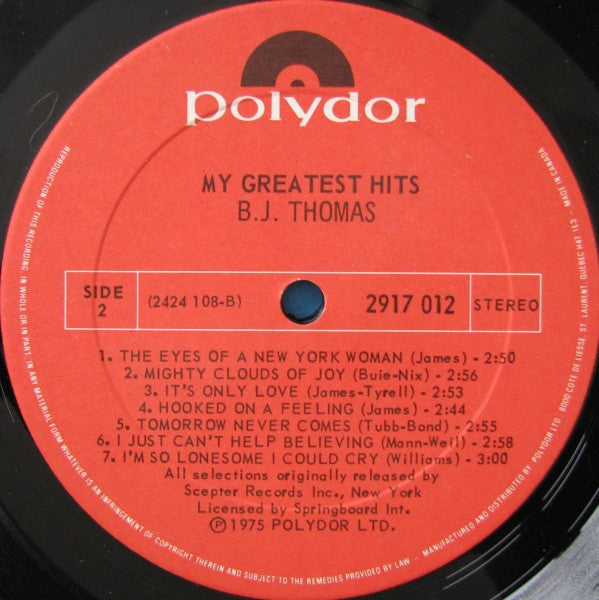 polydor
MY GREATEST HITS
B.J. THOMAS
SIDE
2
(2424 108-B)
2917 012
STEREO
1. THE EYES OF A NEW YORK WOMAN (James) - 2:50
2. MIGHTY CLOUDS OF JOY (Buie-Nix) - 2:56
3. IT'S ONLY LOVE (James-Tyrell) - 2:53
4. HOOKED ON A FEELING (James) - 2:44
5. TOMORROW NEVER COMES (Tubb-Bond) - 2:55
6. I JUST CAN'T HELP BELIEVING (Mann-Weil) - 2:58
7. I'M SO LONESOME I COULD CRY (Williams) - 3:00
All selections originally released by
Scepter Records Inc., New York
Licensed by Springboard Int.
℗ 1975 POLYDOR LTD.
REPRODUCTION OF THIS RECORDING IN WHOLE OR IN PART, IN ANY MATERIAL FORM WHATEVER IS AN INFRINGEMENT OF COPYRIGHT THEREIN AND SUBJECT TO THE REMEDIES PROVIDED BY LAW – MANUFACTURED AND DISTRIBUTED BY POLYDOR LTD. 6000 COTE DE LIESSE, ST. LAURENT, QUEBEC H4T 1E3 • MADE IN CANADA